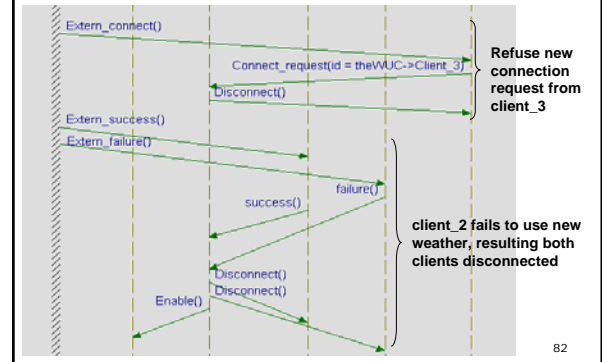 Extern_connect()
Connect_request(id = theWUC->Client_3)
Disconnect()
Refuse new
connection
request from
client_3
Extern_success()
Extern_failure()
failure()
success()
Disconnect()
Disconnect()
Enable()
client_2 fails to use new
weather, resulting both
clients disconnected
82